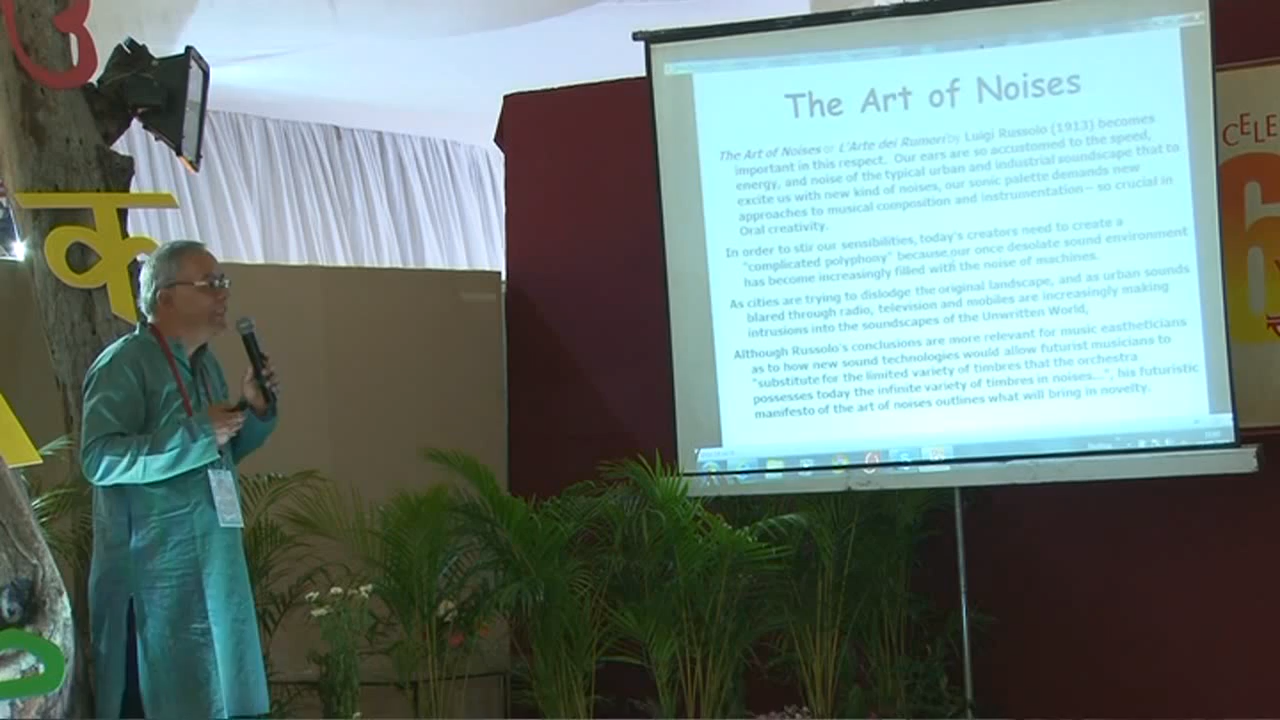 The Art of Noises
The Art of Noises or L'Arte dei Rumori by Luigi Russolo (1913) becomes
important in this respect. Our ears are so accustomed to the speed,
energy, and noise of the typical urban and industrial soundscape that to
excite us with new kind of noises, our sonic palette demands new
approaches to musical composition and instrumentation – so crucial in
Oral creativity.
In order to stir our sensibilities, today's creators need to create a
"complicated polyphony" because our once desolate sound environment
has become increasingly filled with the noise of machines.
As cities are trying to dislodge the original landscape, and as urban sounds
blared through radio, television and mobiles are increasingly making
intrusions into the soundscapes of the Unwritten World,
Although Russolo's conclusions are more relevant for music eastheticians
as to how new sound technologies would allow futurist musicians to
"substitute for the limited variety of timbres that the orchestra
possesses today the infinite variety of timbres in noises...", his futuristic
manifesto of the art of noises outlines what will bring in novelty.
क
CELE
6